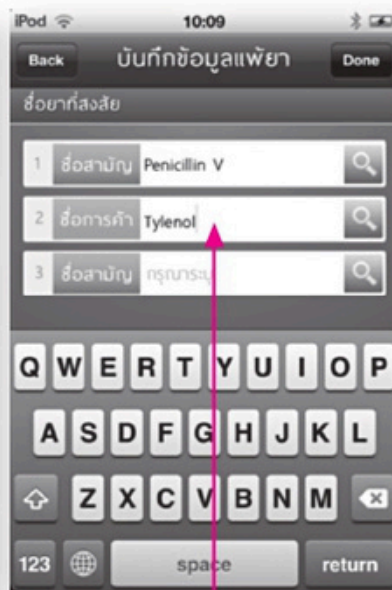 iPod 10:09
Back บันทึกข้อมูลแพ้ยา Done
ชื่อยาที่สงสัย
1 ชื่อสามัญ Penicillin V
2 ชื่อการค้า Tylenol
3 ชื่อสามัญ กรุณาระบุ
Q W E R T Y U I O P
A S D F G H J K L
Z X C V B N M
123 space return